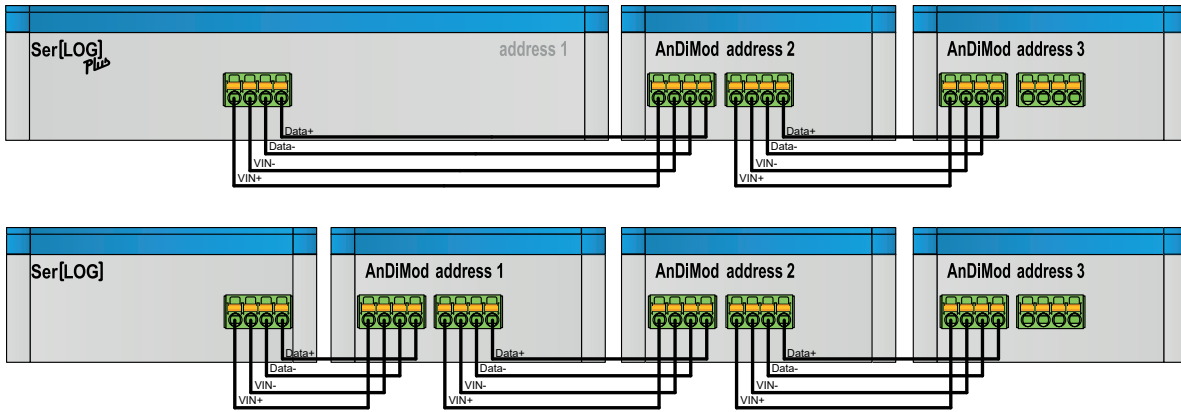 Ser[LOG] address 1 AnDiMod address 2 AnDiMod address 3
Plus
Data+ Data+
Data- Data-
VIN- VIN-
VIN+ VIN+
Ser[LOG] AnDiMod address 1 AnDiMod address 2 AnDiMod address 3
Data+ Data+ Data+
Data- Data- Data-
VIN- VIN- VIN-
VIN+ VIN+ VIN+